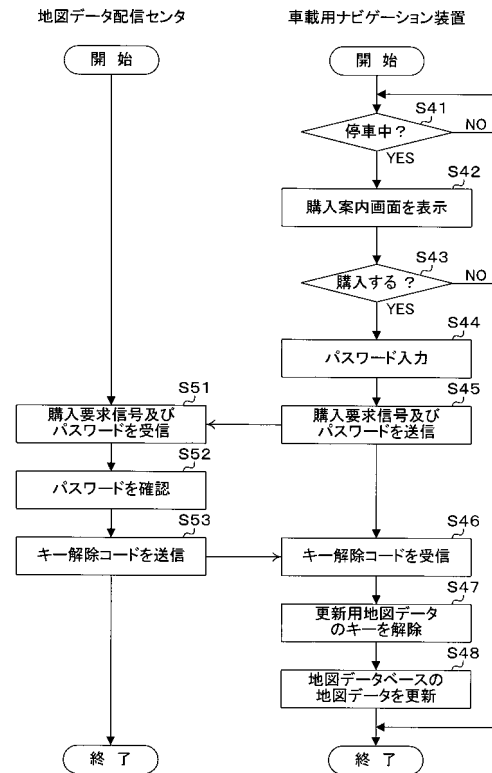 地図データ配信センタ
車載用ナビゲーション装置
開 始
開 始
S41
停車中？
NO
YES
S42
購入案内画面を表示
S43
購入する？
NO
YES
S44
パスワード入力
S51
購入要求信号及び
パスワードを受信
S45
購入要求信号及び
パスワードを送信
S52
パスワードを確認
S53
キー解除コードを送信
S46
キー解除コードを受信
S47
更新用地図データ
のキーを解除
S48
地図データベースの
地図データを更新
終 了
終 了